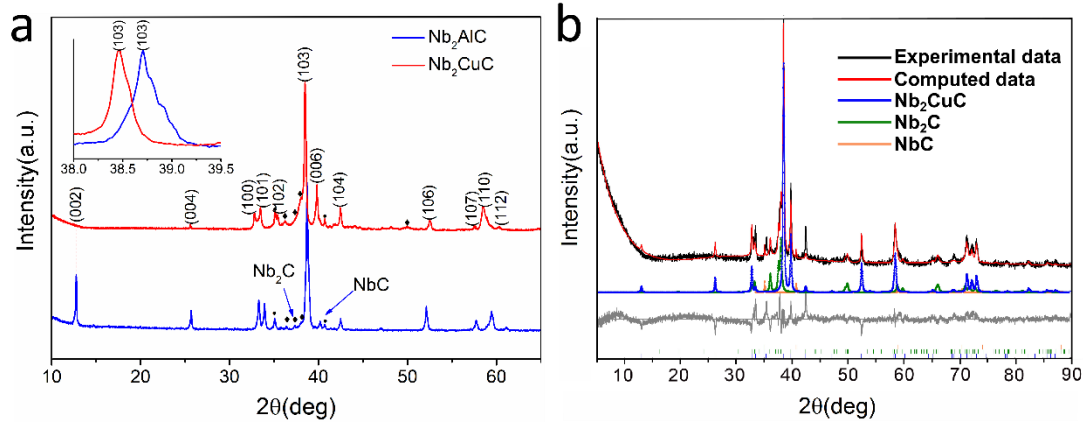 a
(103)
(103)
38.0 38.5 39.0 39.5
Nb₂AlC
Nb₂CuC
(002)
(004)
(100)
(101)
(102)
(103)
(006)
(104)
(106)
(107)
(110)
(112)
Nb₂C
NbC
Intensity(a.u.)
10 20 30 40 50 60
2θ(deg)
b
Experimental data
Computed data
Nb₂CuC
Nb₂C
NbC
Intensity(a.u.)
10 20 30 40 50 60 70 80 90
2θ(deg)